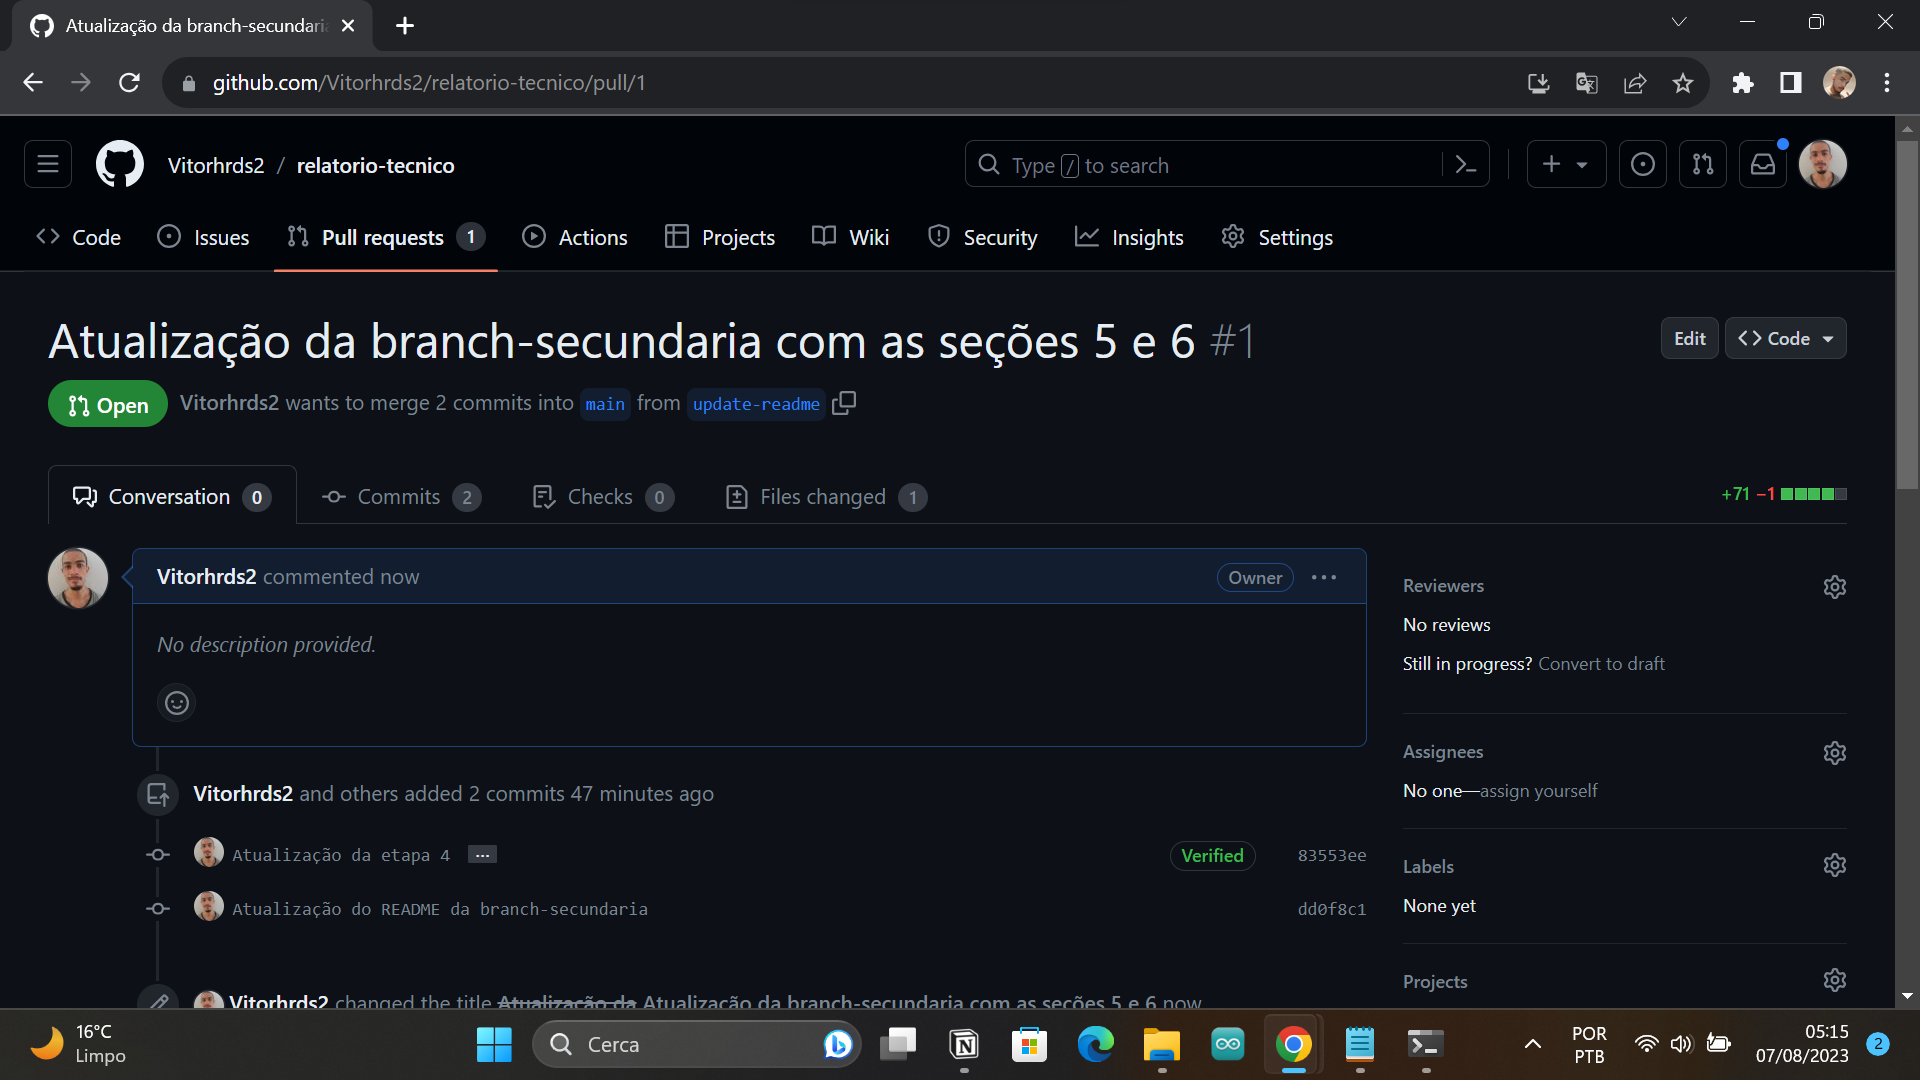 Atualização da branch-secundaria
github.com/Vitorhrds2/relatorio-tecnico/pull/1
Vitorhrds2 / relatorio-tecnico
Type / to search
Code
Issues
Pull requests 1
Actions
Projects
Wiki
Security
Insights
Settings
Atualização da branch-secundaria com as seções 5 e 6 #1
Edit
Code
Open
Vitorhrds2 wants to merge 2 commits into main from update-readme
Conversation 0
Commits 2
Checks 0
Files changed 1
+71 −1
Vitorhrds2 commented now
Owner
No description provided.
Vitorhrds2 and others added 2 commits 47 minutes ago
Atualização da etapa 4 ...
Verified
83553ee
Atualização do README da branch-secundaria
dd0f8c1
Vitorhrds2 changed the title Atualização da Atualização da branch-secundaria com as seções 5 e 6 now
Reviewers
No reviews
Still in progress? Convert to draft
Assignees
No one—assign yourself
Labels
None yet
Projects
16°C
Limpo
Cerca
POR
PTB
05:15
07/08/2023
2